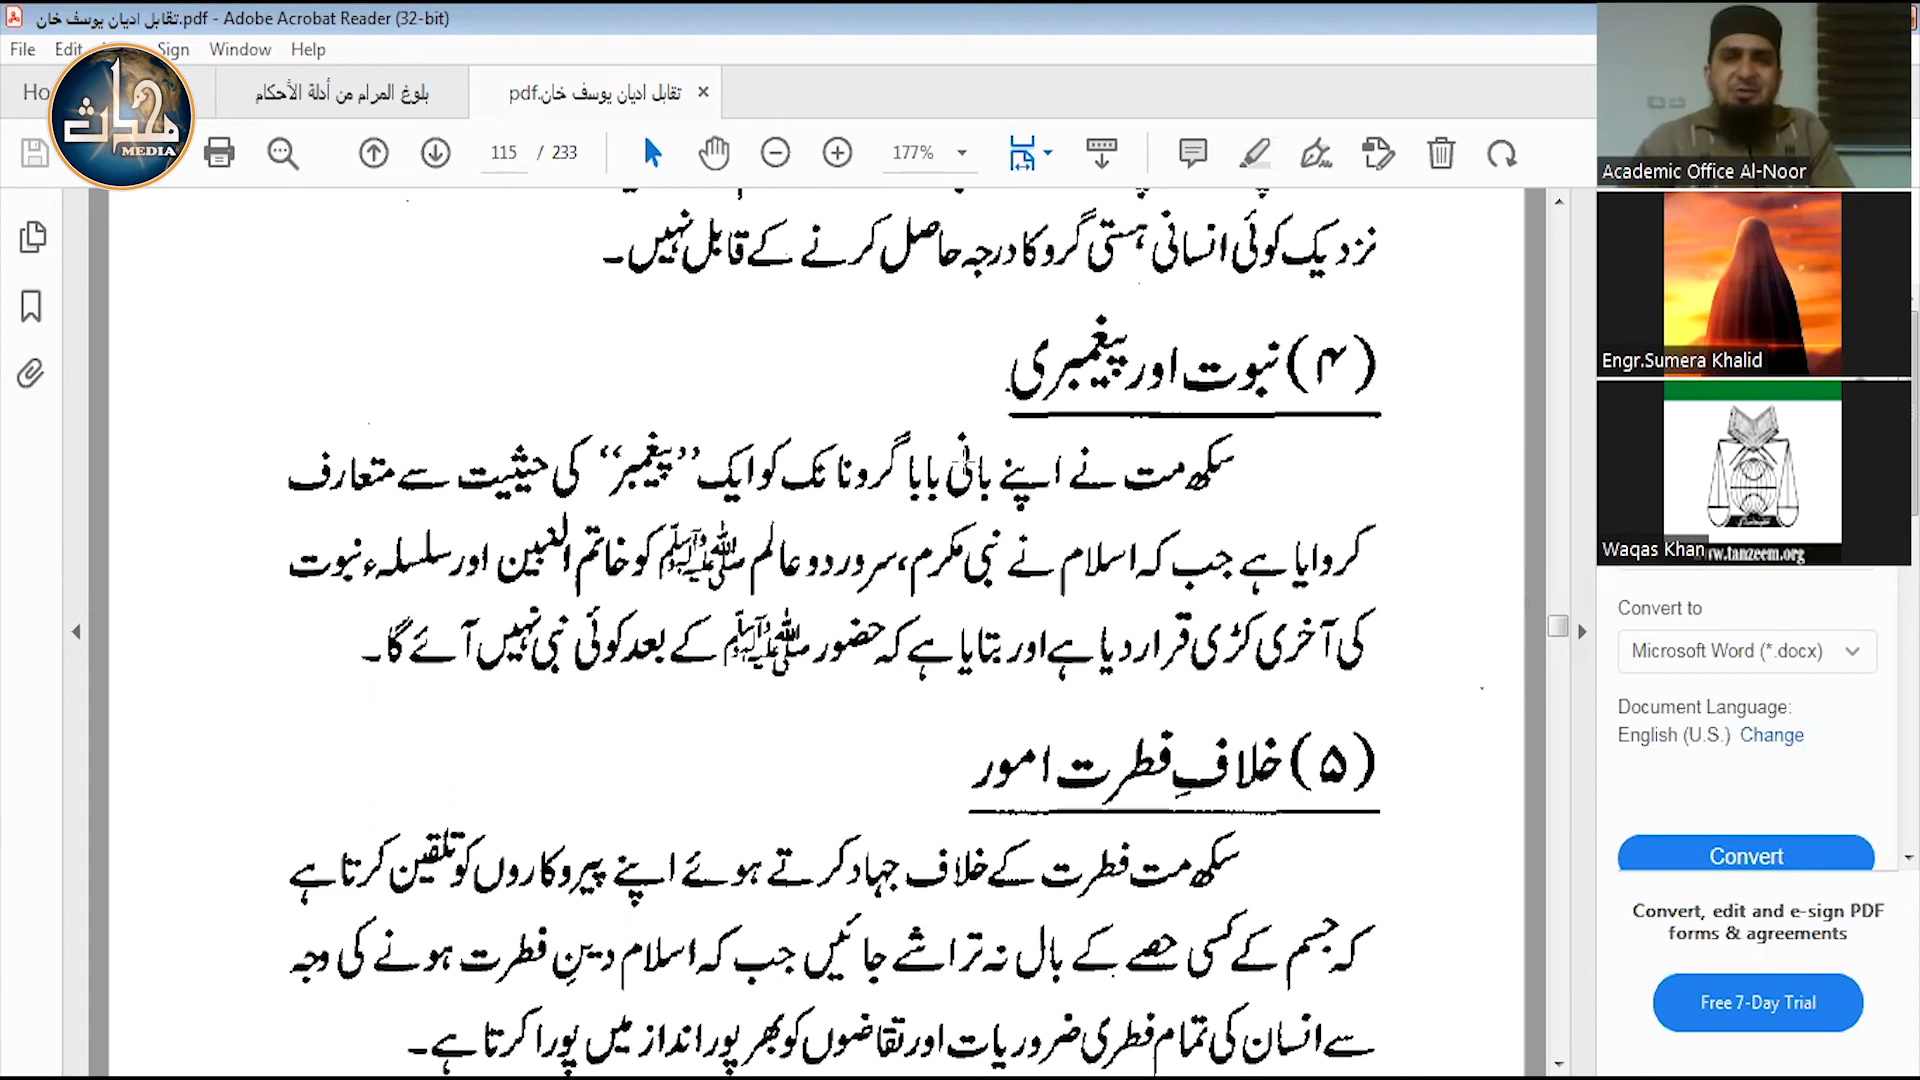 تقابل ادیان یوسف خان.pdf - Adobe Acrobat Reader (32-bit)
File Edit Sign Window Help
محدث
MEDIA
بلوغ المرام من أدلة الأحكام
تقابل ادیان یوسف خان.pdf
115 / 233
177%
نزدیک کوئی انسانی ہستی گرو کا درجہ حاصل کرنے کے قابل نہیں۔
(۴) نبوت اور پیغمبری
سکھ مت نے اپنے بانی بابا گرونانک کو ایک ’’پیغمبر‘‘ کی حیثیت سے متعارف
کروایا ہے جب کہ اسلام نے نبی مکرم، سرور دو عالم ﷺ کو خاتم النبین اور سلسلہء نبوت
کی آخری کڑی قرار دیا ہے اور بتایا ہے کہ حضور ﷺ کے بعد کوئی نبی نہیں آئے گا۔
(۵) خلافِ فطرت امور
سکھ مت فطرت کے خلاف جہاد کرتے ہوئے اپنے پیروکاروں کو تلقین کرتا ہے
کہ جسم کے کسی حصے کے بال نہ تراشے جائیں جب کہ اسلام دینِ فطرت ہونے کی وجہ
سے انسان کی تمام فطری ضروریات اور تقاضوں کو بھرپور انداز میں پورا کرتا ہے۔
Academic Office Al-Noor
Engr.Sumera Khalid
Waqas Khan
www.tanzeem.org
Convert to
Microsoft Word (*.docx)
Document Language:
English (U.S.) Change
Convert
Convert, edit and e-sign PDF
forms & agreements
Free 7-Day Trial